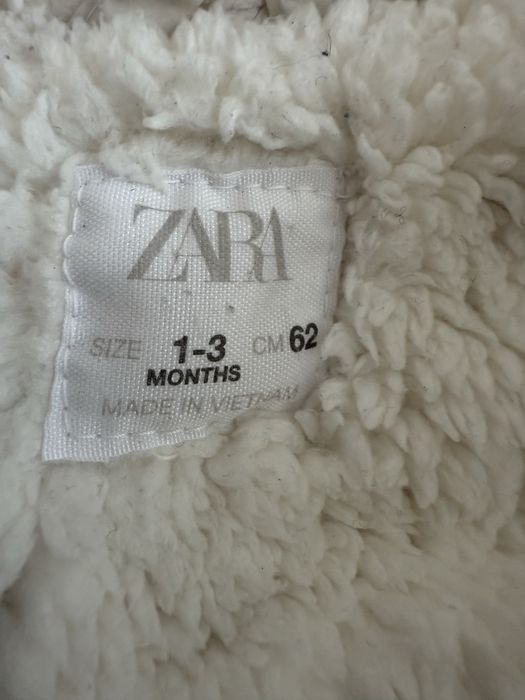 ZARA
SIZE 1-3 CM 62
MONTHS
MADE IN VIETNAM